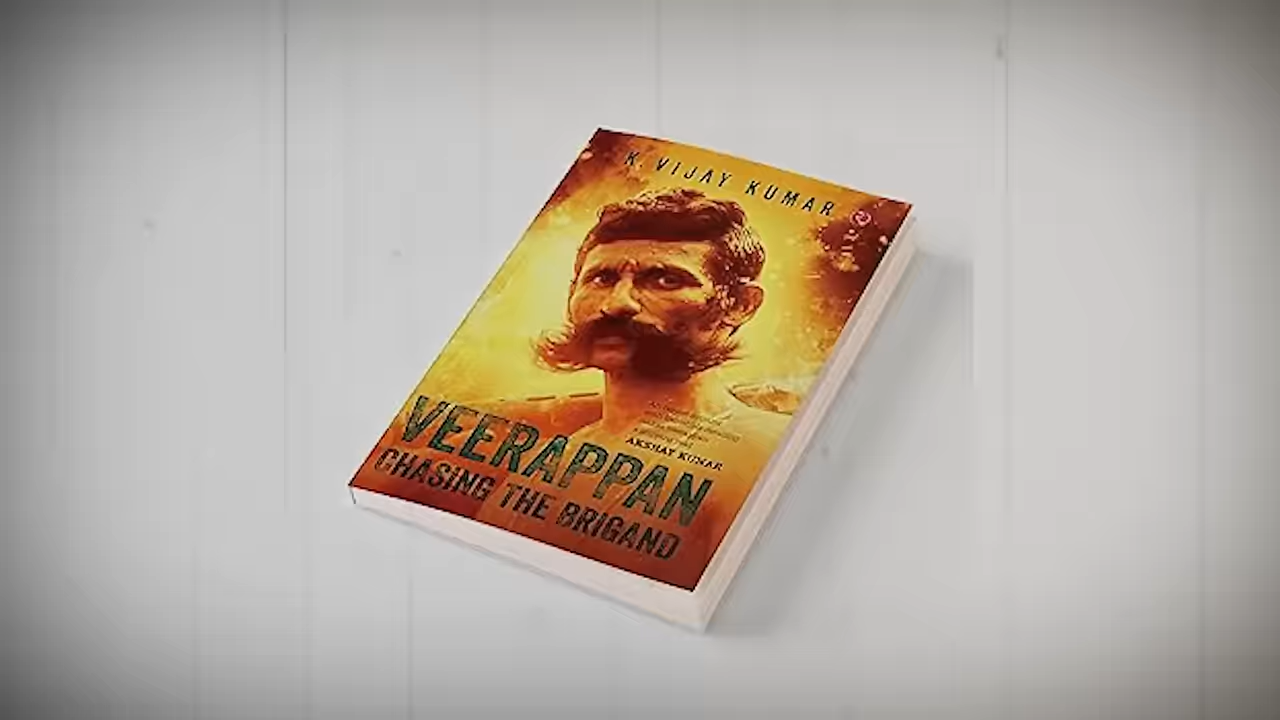 K. VIJAY KUMAR
AKSHAY KUMAR
VEERAPPAN
CHASING THE BRIGAND